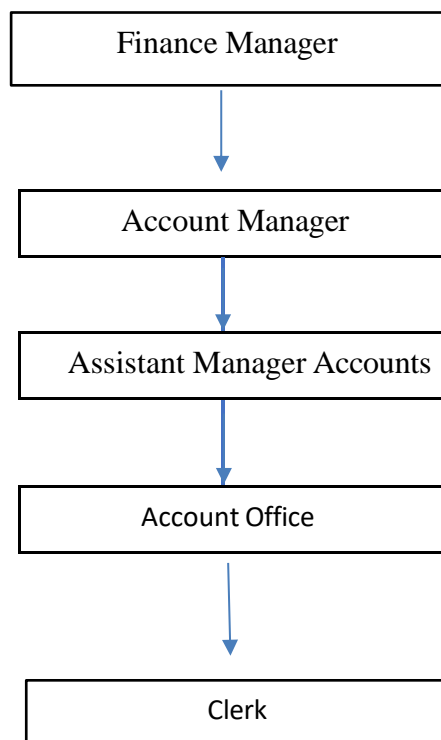 Finance Manager
Account Manager
Assistant Manager Accounts
Account Office
Clerk